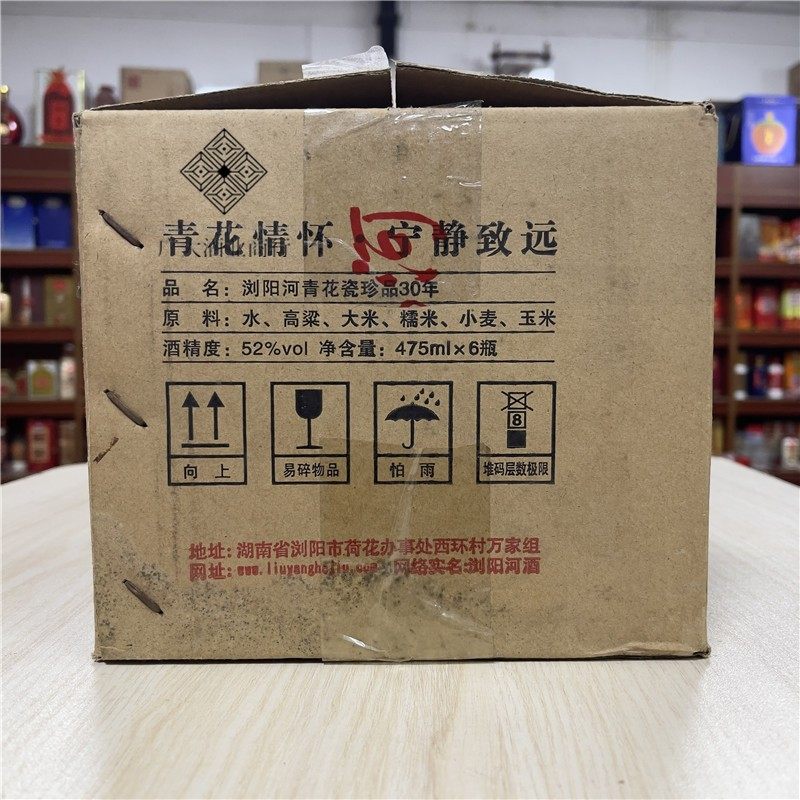 青花情怀·宁静致远
品 名：浏阳河青花瓷珍品30年
原 料：水、高粱、大米、糯米、小麦、玉米
酒精度：52%vol 净含量：475ml×6瓶
向 上
易碎物品
怕 雨
8
堆码层数极限
地址：湖南省浏阳市荷花办事处西环村万家组
网址：www.liuyanghejiu.com 网络实名：浏阳河酒